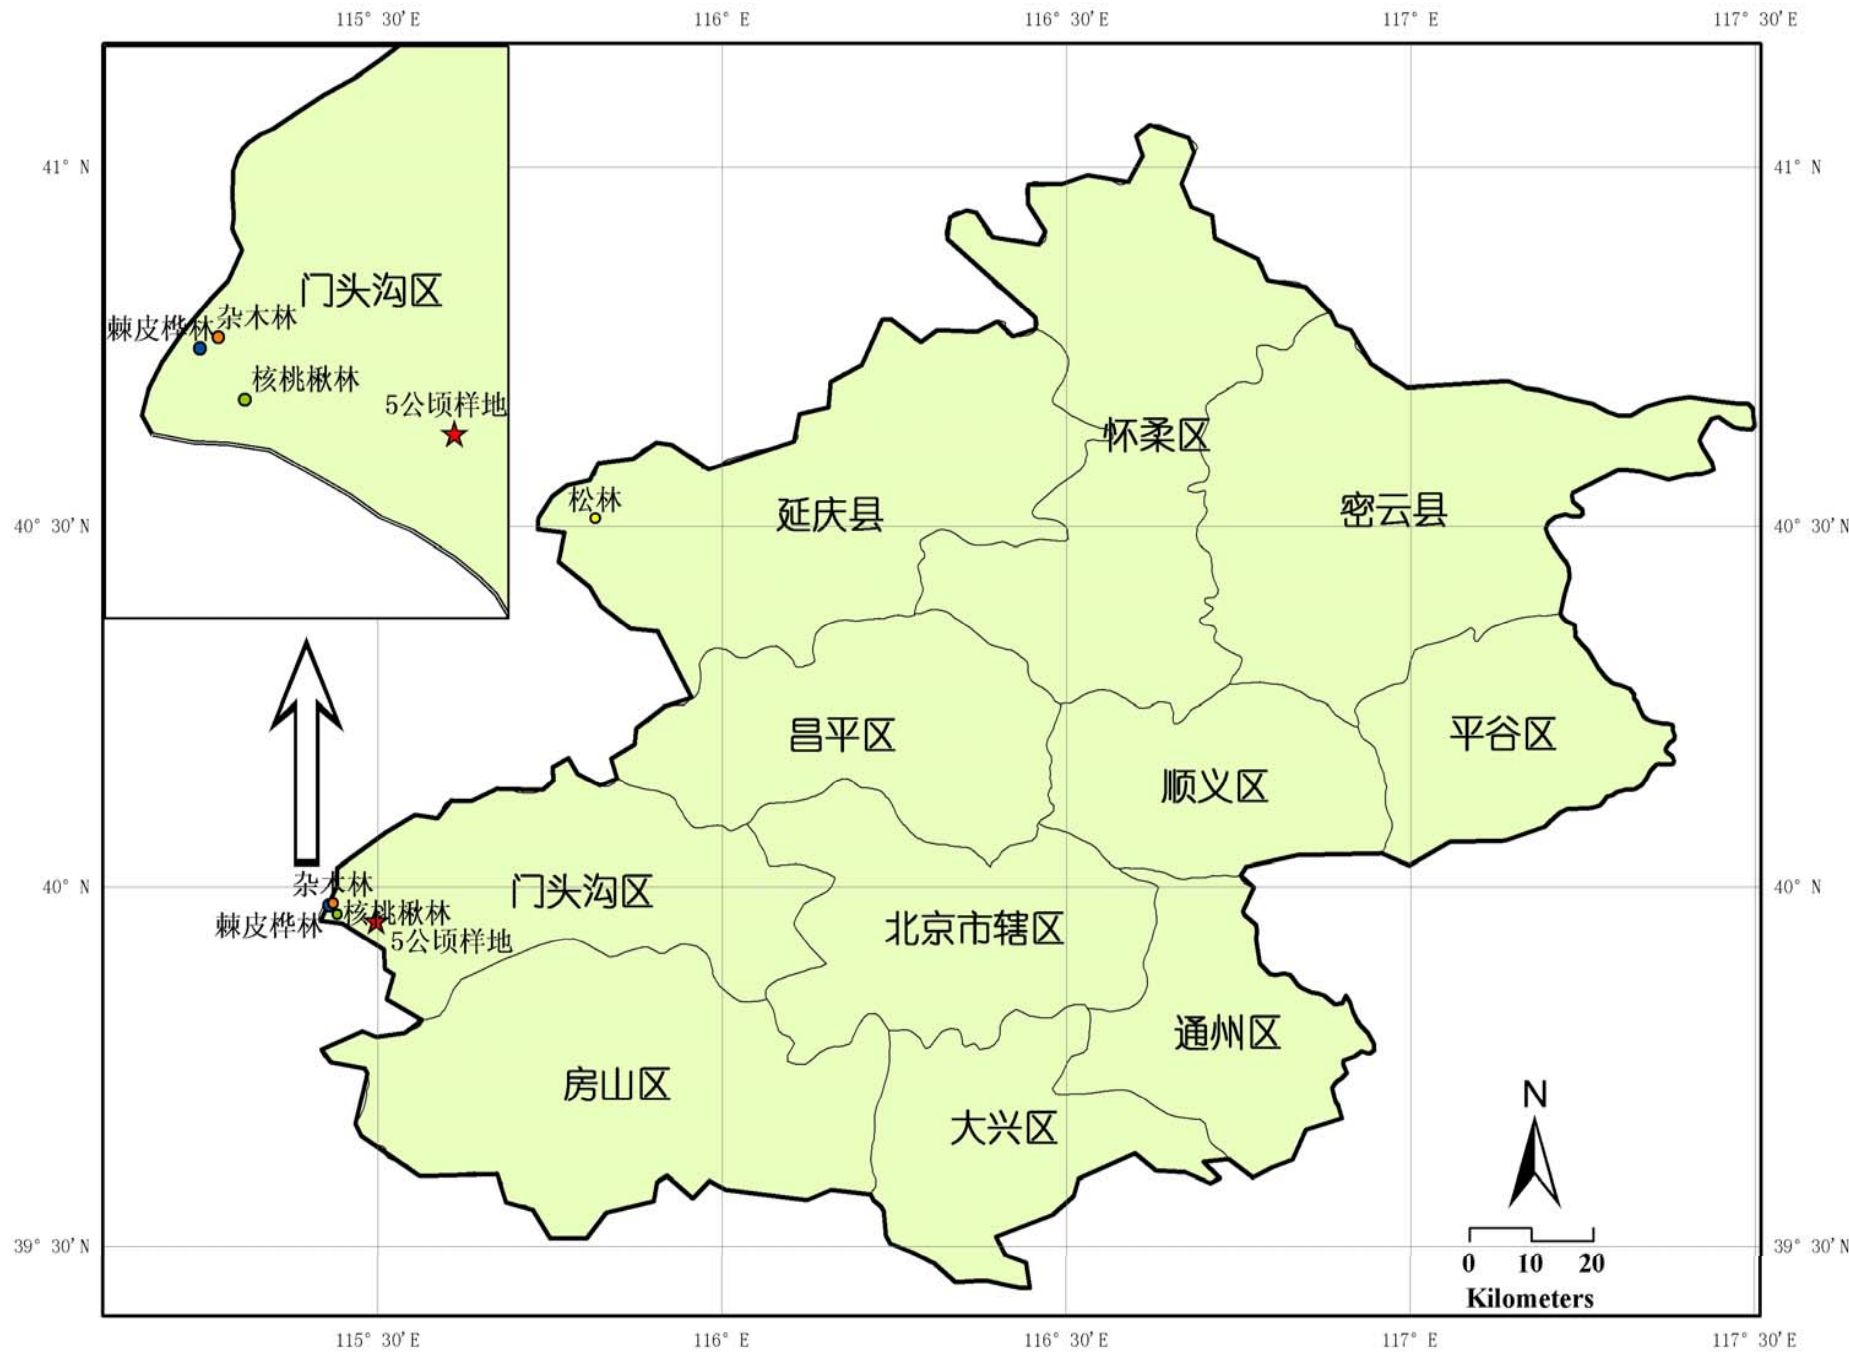 115° 30'E 116° E 116° 30'E 117° E 117° 30'E
41° N
41° N
门头沟区
杂木林
棘皮桦林
核桃楸林
5公顷样地
怀柔区
松林
延庆县
密云县
40° 30'N
40° 30'N
昌平区
平谷区
顺义区
40° N
40° N
杂木林
门头沟区
核桃楸林
棘皮桦林
5公顷样地
北京市辖区
通州区
房山区
大兴区
N
39° 30'N
39° 30'N
0 10 20
Kilometers
115° 30'E 116° E 116° 30'E 117° E 117° 30'E